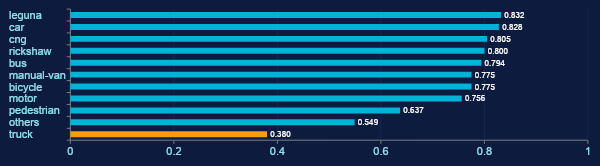 leguna 0.832
car 0.828
cng 0.805
rickshaw 0.800
bus 0.794
manual-van 0.775
bicycle 0.775
motor 0.756
pedestrian 0.637
others 0.549
truck 0.380
0 0.2 0.4 0.6 0.8 1